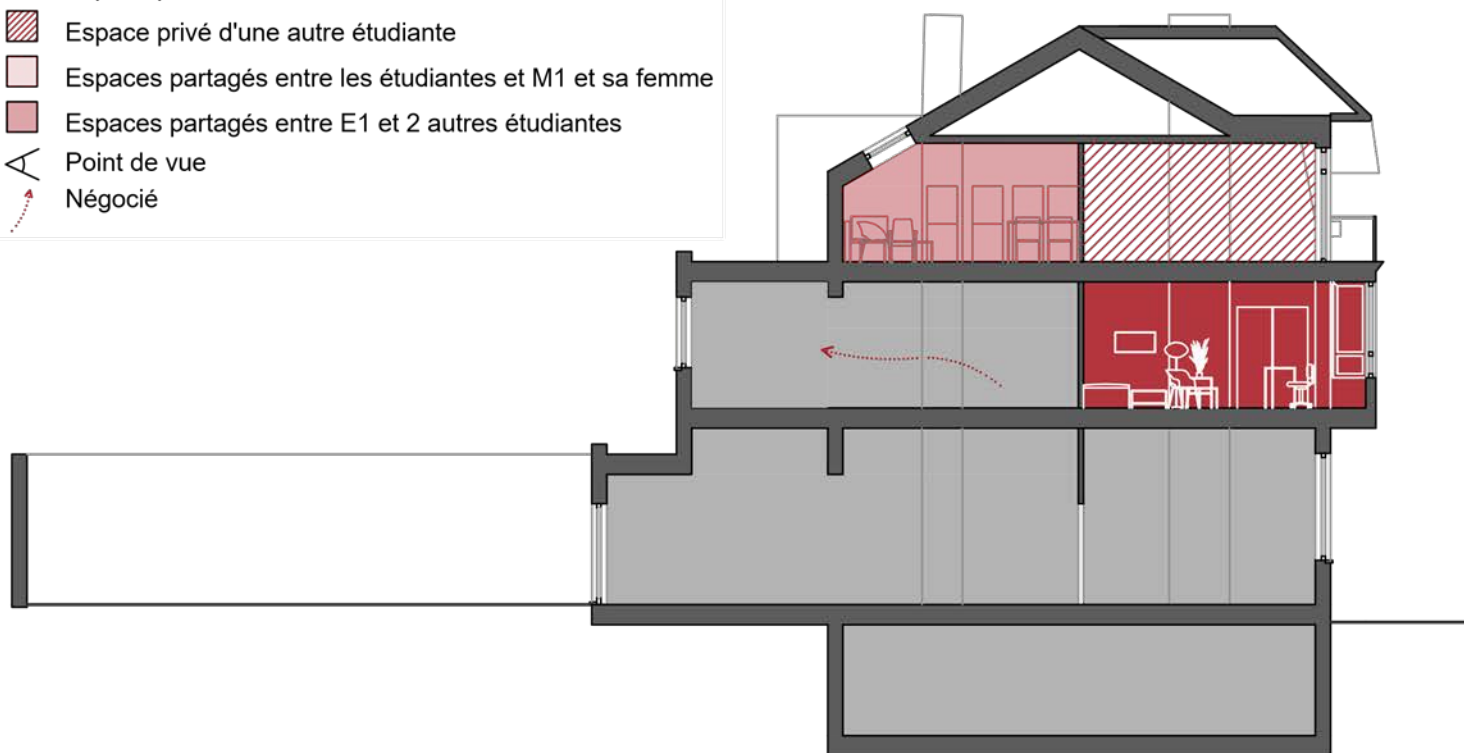 Espace privé d'une autre étudiante
Espaces partagés entre les étudiantes et M1 et sa femme
Espaces partagés entre E1 et 2 autres étudiantes
Point de vue
Négocié